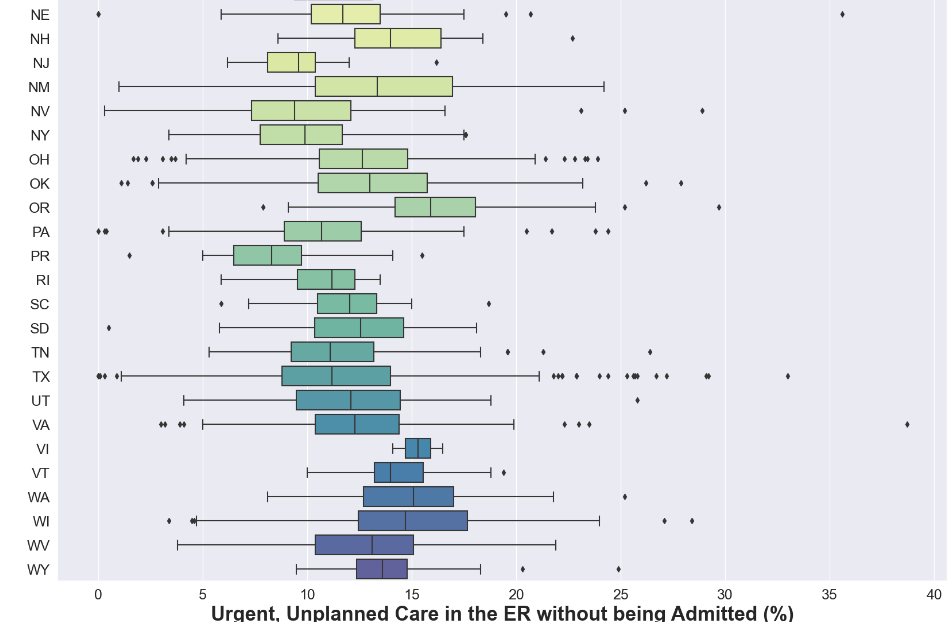 NE
NH
NJ
NM
NV
NY
OH
OK
OR
PA
PR
RI
SC
SD
TN
TX
UT
VA
VI
VT
WA
WI
WV
WY
0 5 10 15 20 25 30 35 40
Urgent, Unplanned Care in the ER without being Admitted (%)